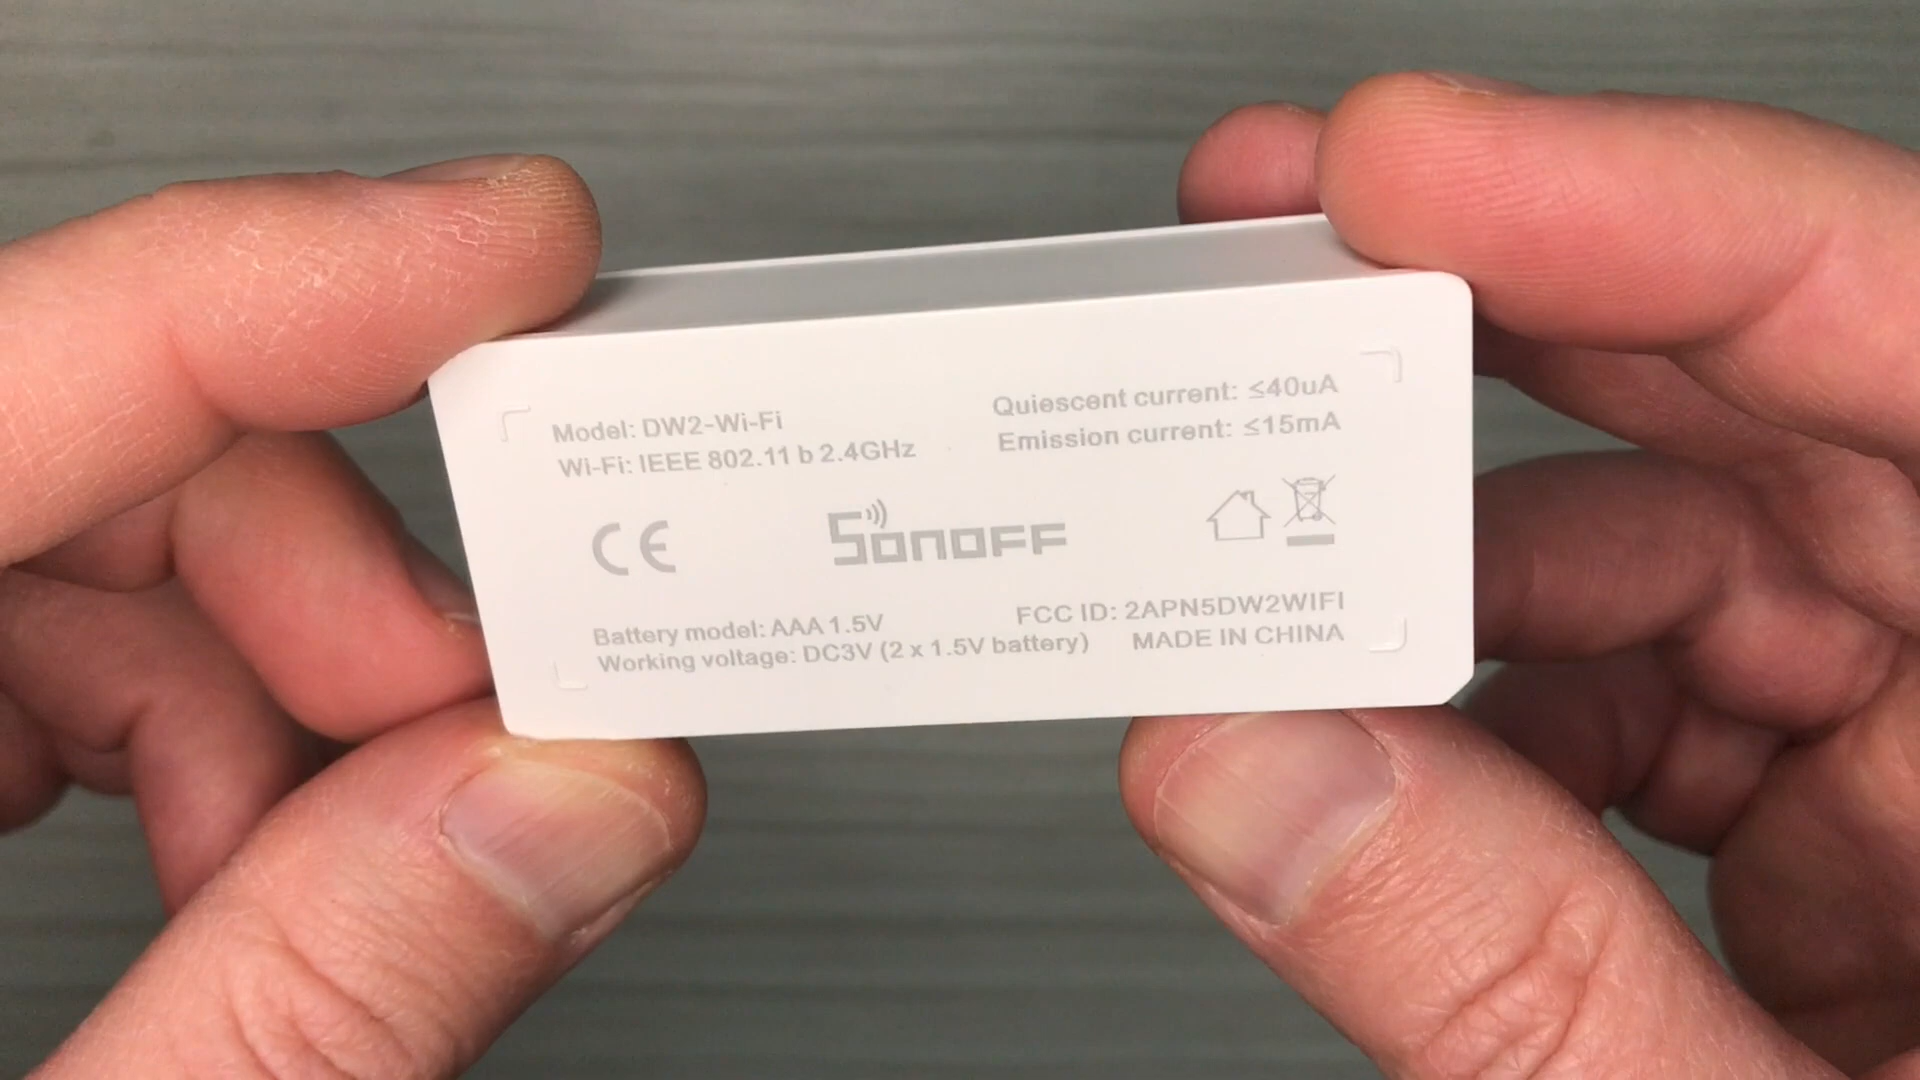 Model: DW2-Wi-Fi
Wi-Fi: IEEE 802.11 b 2.4GHz
Quiescent current: ≤40uA
Emission current: ≤15mA
CE
SONOFF
Battery model: AAA 1.5V
Working voltage: DC3V (2 x 1.5V battery)
FCC ID: 2APN5DW2WIFI
MADE IN CHINA